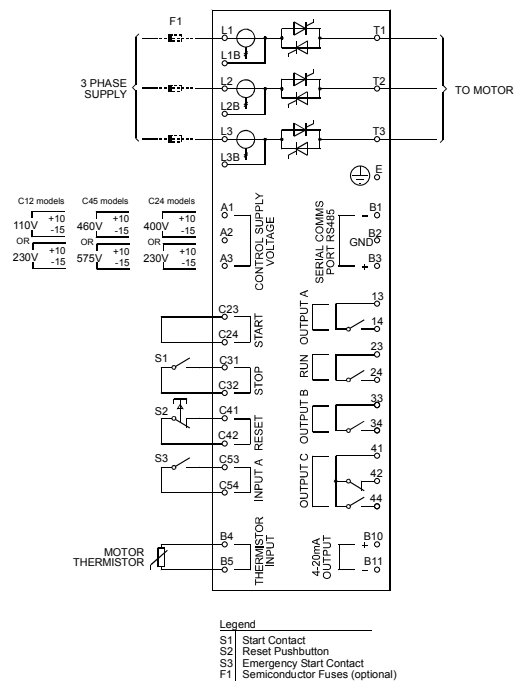 F1
L1
T1
L1B
3 PHASE
SUPPLY
L2
T2
TO MOTOR
L2B
L3
T3
L3B
E
C12 models
C45 models
C24 models
110V +10 -15
460V +10 -15
400V +10 -15
OR
OR
OR
230V +10 -15
575V +10 -15
230V +10 -15
A1
A2
A3
CONTROL SUPPLY
VOLTAGE
SERIAL COMMS
PORT RS485
- B1
GND B2
+ B3
C23
C24
START
S1
C31
C32
STOP
S2
C41
C42
RESET
S3
C53
C54
INPUT A
OUTPUT A
13
14
RUN
23
24
OUTPUT B
33
34
OUTPUT C
41
42
44
MOTOR
THERMISTOR
B4
B5
THERMISTOR
INPUT
4-20mA
OUTPUT
+ B10
- B11
Legend
S1 Start Contact
S2 Reset Pushbutton
S3 Emergency Start Contact
F1 Semiconductor Fuses (optional)